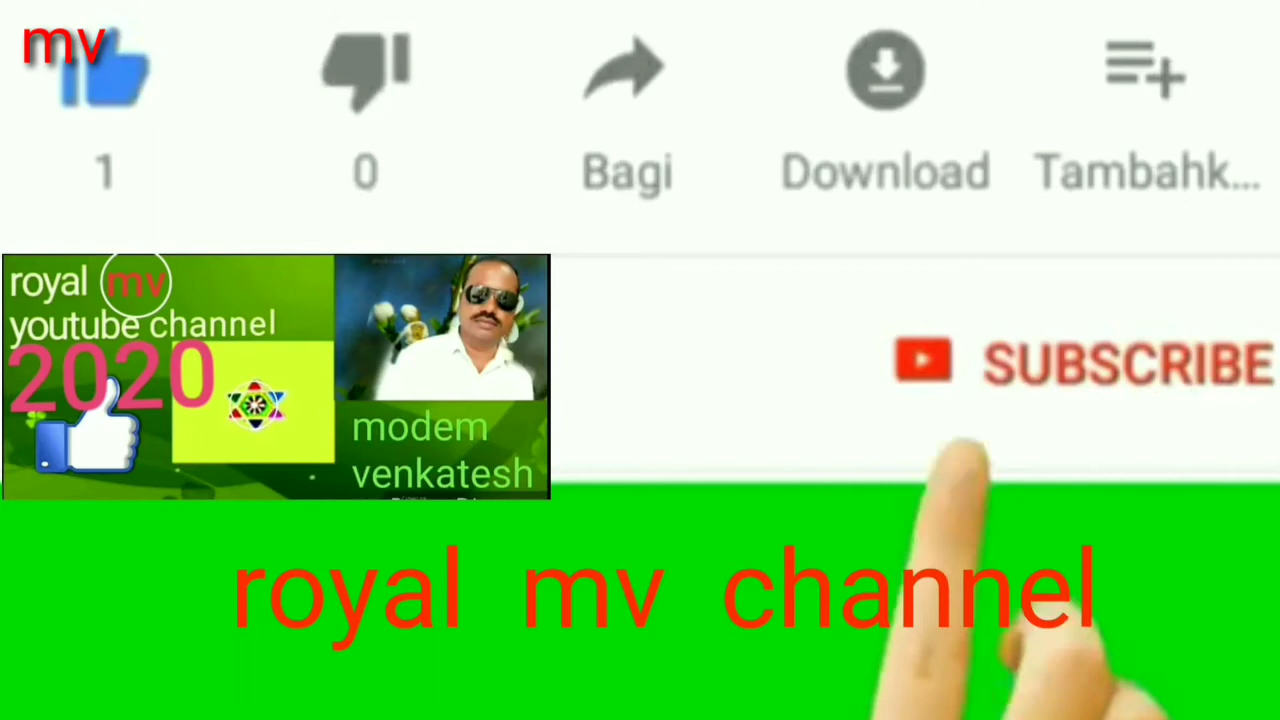 mv
1
0
Bagi
Download
Tambahk...
royal mv
youtube channel
2020
modem
venkatesh
SUBSCRIBE
royal mv channel